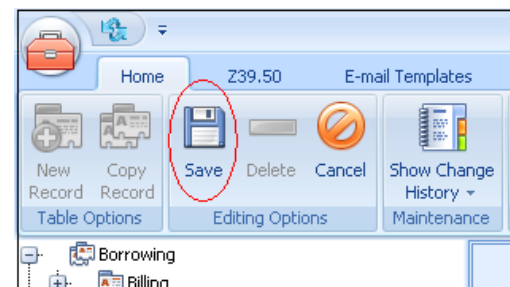 Home Z39.50 E-mail Templates
New Record Copy Record Save Delete Cancel Show Change History
Table Options Editing Options Maintenance
Borrowing
Billing